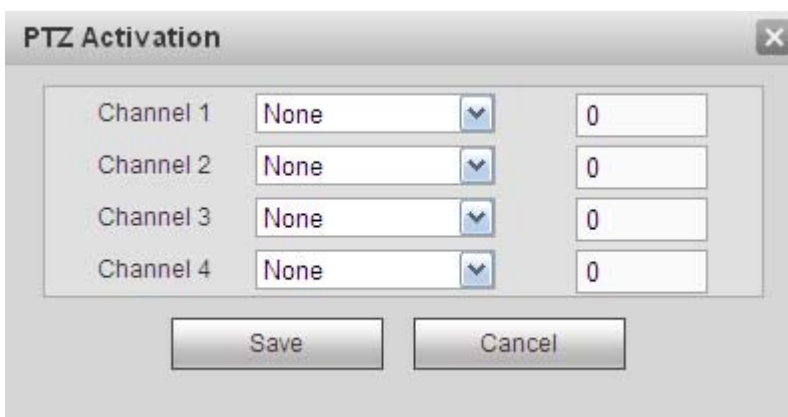 PTZ Activation
Channel 1 None 0
Channel 2 None 0
Channel 3 None 0
Channel 4 None 0
Save Cancel